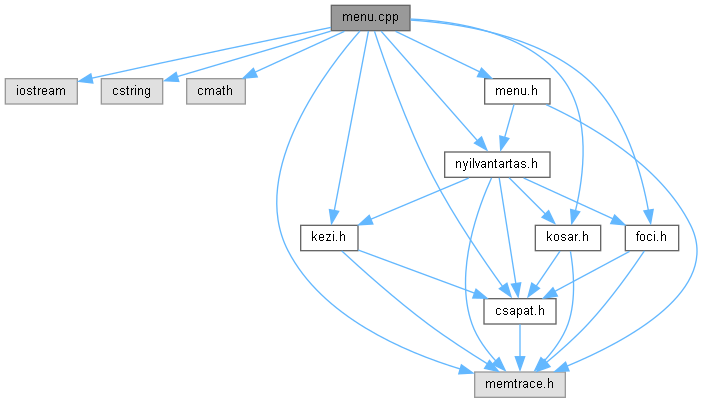 menu.cpp
iostream
cstring
cmath
menu.h
nyilvantartas.h
kezi.h
kosar.h
foci.h
csapat.h
memtrace.h